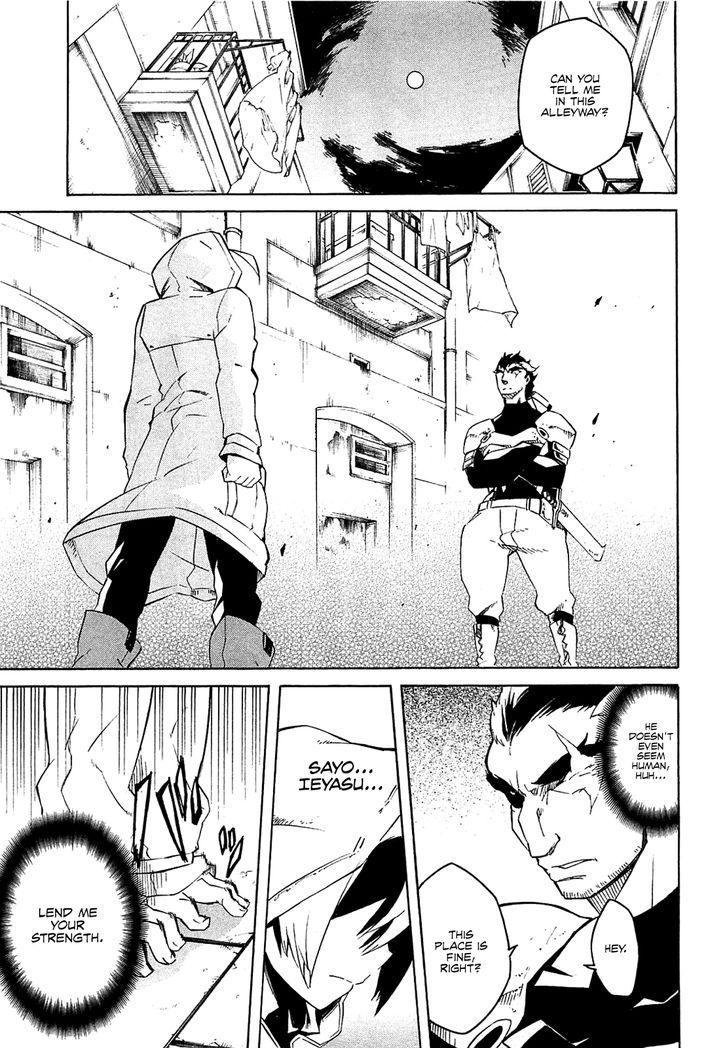 CAN YOU
TELL ME
IN THIS
ALLEYWAY?
HE
DOESN'T
EVEN
SEEM
HUMAN,
HUH...
HEY.
THIS
PLACE IS
FINE,
RIGHT?
SAYO...
IEYASU...
LEND ME
YOUR
STRENGTH.